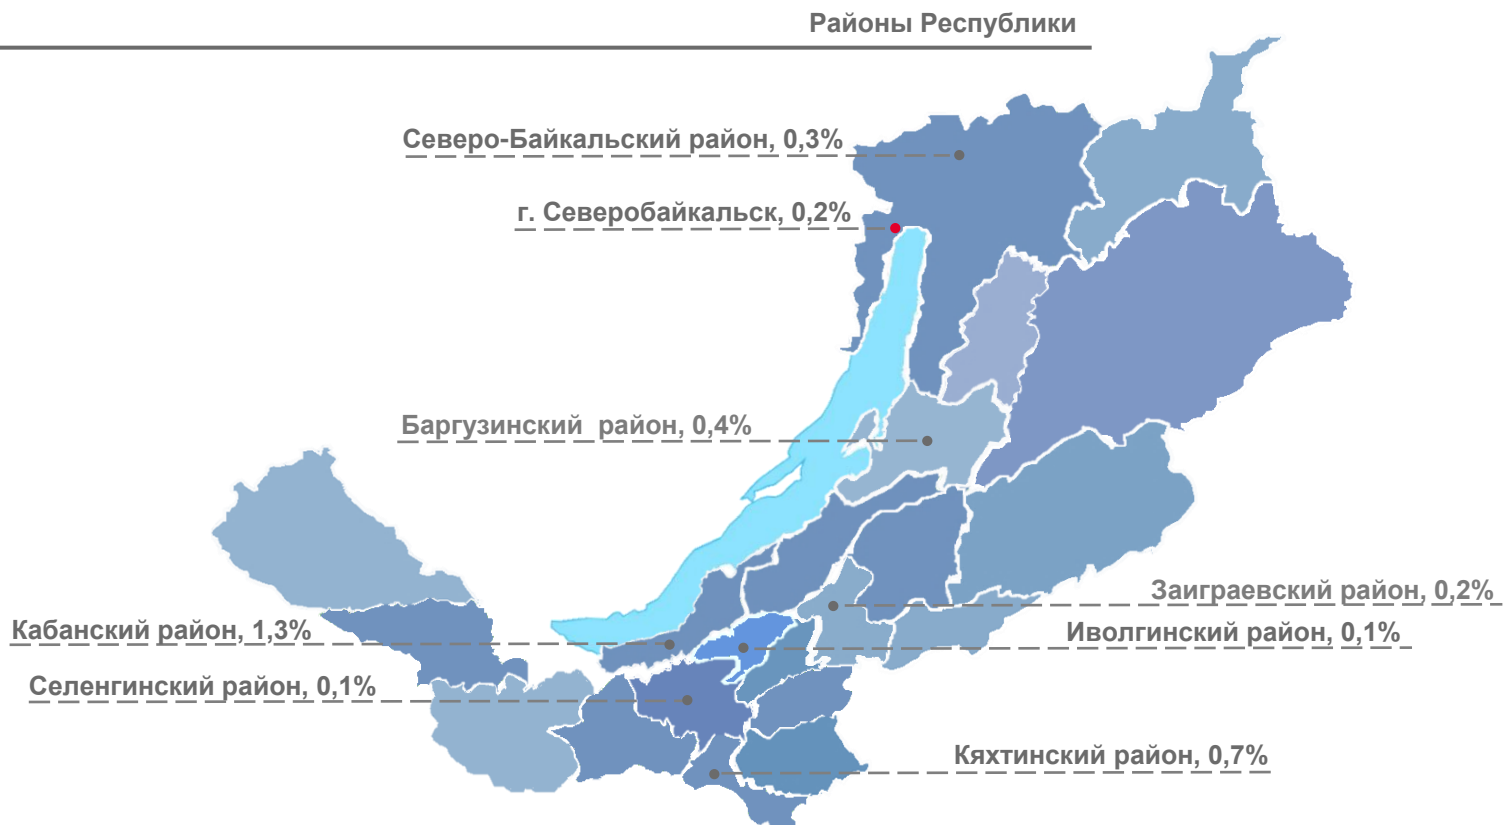 Районы Республики
Северо-Байкальский район, 0,3%
г. Северобайкальск, 0,2%
Баргузинский район, 0,4%
Заиграевский район, 0,2%
Кабанский район, 1,3%
Иволгинский район, 0,1%
Селенгинский район, 0,1%
Кяхтинский район, 0,7%